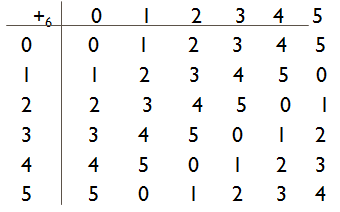 +₆ 0 1 2 3 4 5
0 0 1 2 3 4 5
1 1 2 3 4 5 0
2 2 3 4 5 0 1
3 3 4 5 0 1 2
4 4 5 0 1 2 3
5 5 0 1 2 3 4